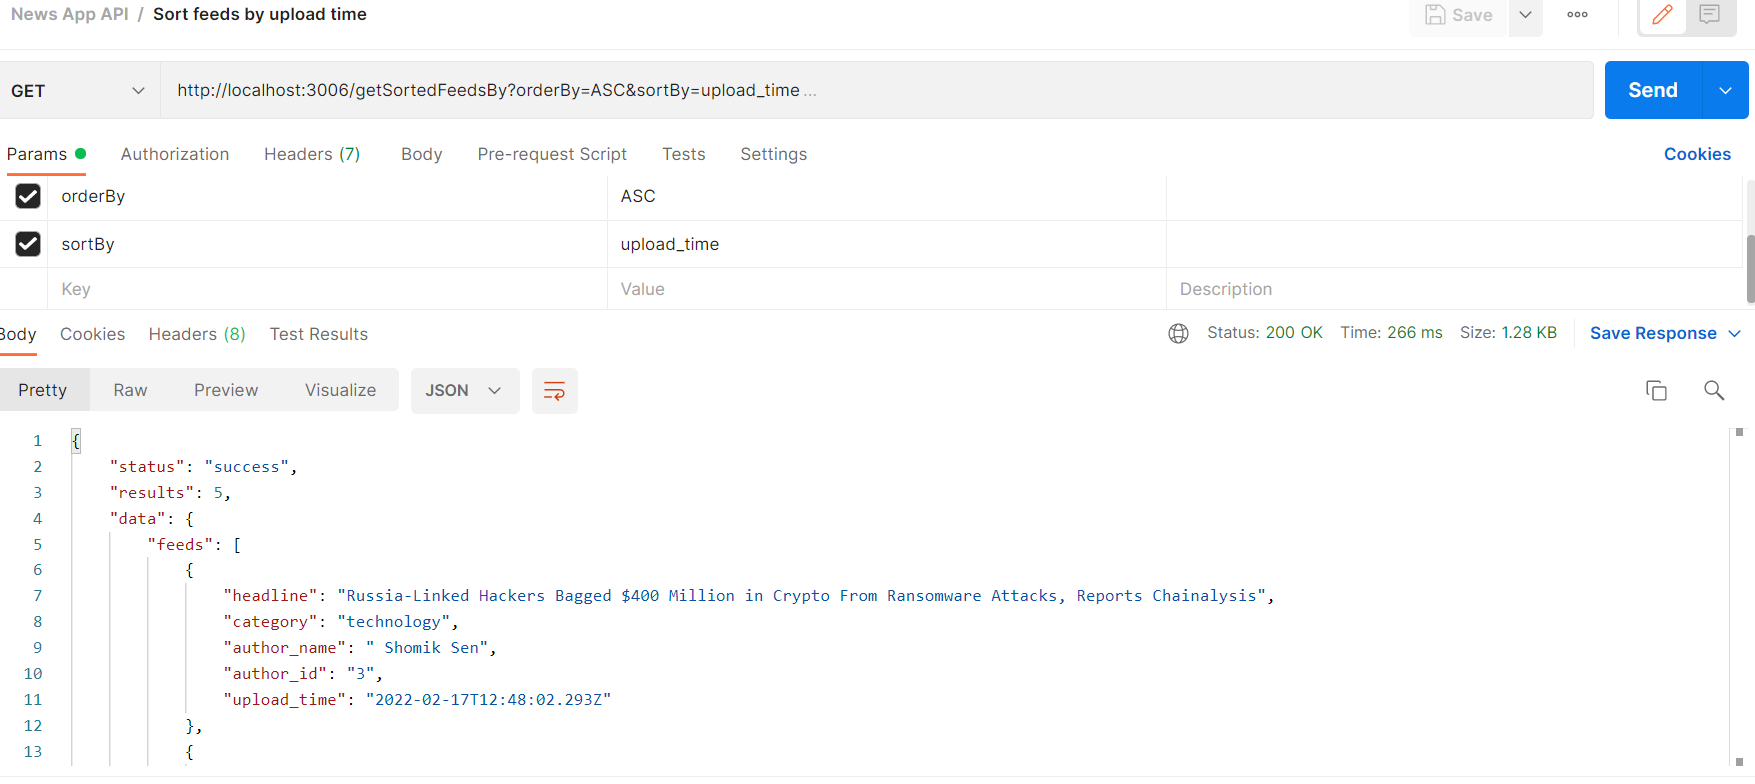 News App API / Sort feeds by upload time
Save
GET http://localhost:3006/getSortedFeedsBy?orderBy=ASC&sortBy=upload_time ...
Send
Params Authorization Headers (7) Body Pre-request Script Tests Settings Cookies
orderBy ASC
sortBy upload_time
Key Value Description
Body Cookies Headers (8) Test Results Status: 200 OK Time: 266 ms Size: 1.28 KB Save Response
Pretty Raw Preview Visualize JSON
1 {
2 "status": "success",
3 "results": 5,
4 "data": {
5 "feeds": [
6 {
7 "headline": "Russia-Linked Hackers Bagged $400 Million in Crypto From Ransomware Attacks, Reports Chainalysis",
8 "category": "technology",
9 "author_name": " Shomik Sen",
10 "author_id": "3",
11 "upload_time": "2022-02-17T12:48:02.293Z"
12 },
13 {